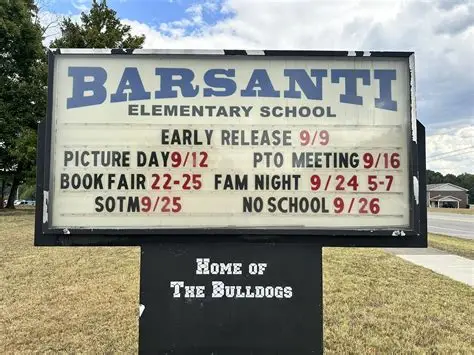 BARSANTI
ELEMENTARY SCHOOL
EARLY RELEASE 9/9
PICTURE DAY 9/12 PTO MEETING 9/16
BOOK FAIR 22-25 FAM NIGHT 9/24 5-7
SOTM 9/25 NO SCHOOL 9/26
Home of
The Bulldogs